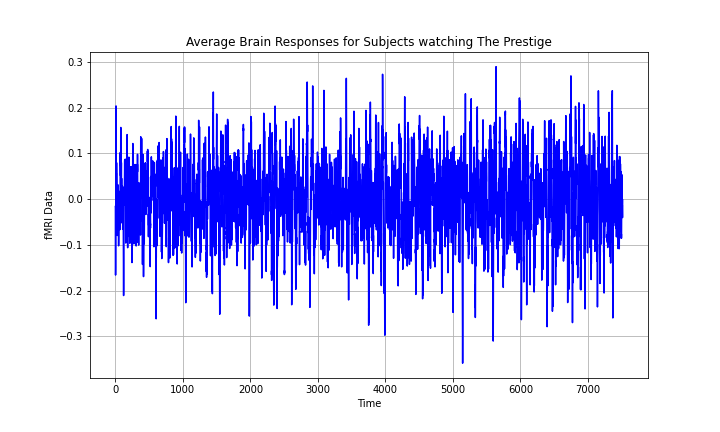 Average Brain Responses for Subjects watching The Prestige
0.3
0.2
0.1
0.0
−0.1
−0.2
−0.3
fMRI Data
0 1000 2000 3000 4000 5000 6000 7000
Time